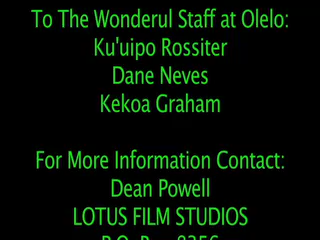 To The Wonderul Staff at Olelo:
Ku'uipo Rossiter
Dane Neves
Kekoa Graham
For More Information Contact:
Dean Powell
LOTUS FILM STUDIOS